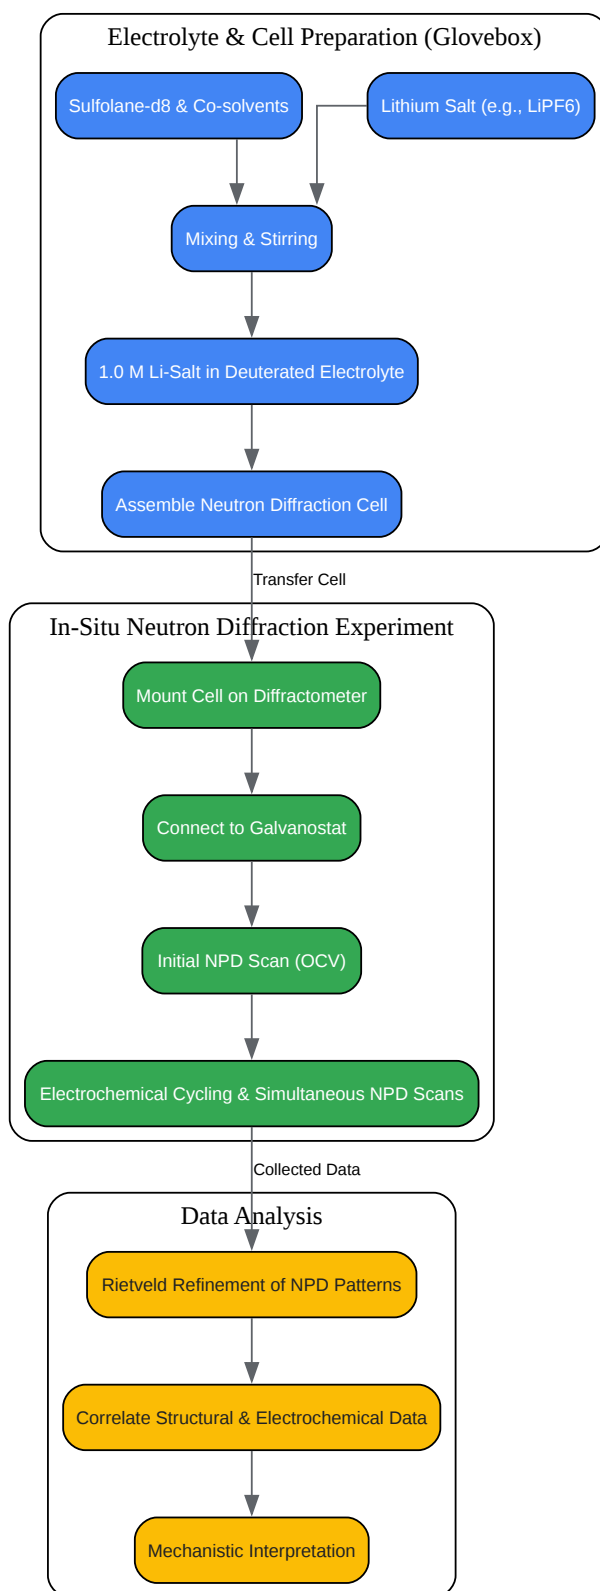 Electrolyte & Cell Preparation (Glovebox)
Sulfolane-d8 & Co-solvents
Lithium Salt (e.g., LiPF6)
Mixing & Stirring
1.0 M Li-Salt in Deuterated Electrolyte
Assemble Neutron Diffraction Cell
Transfer Cell
In-Situ Neutron Diffraction Experiment
Mount Cell on Diffractometer
Connect to Galvanostat
Initial NPD Scan (OCV)
Electrochemical Cycling & Simultaneous NPD Scans
Collected Data
Data Analysis
Rietveld Refinement of NPD Patterns
Correlate Structural & Electrochemical Data
Mechanistic Interpretation